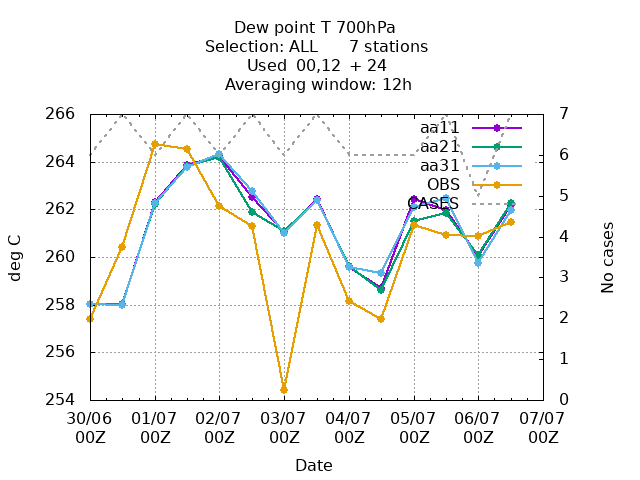 Dew point T 700hPa
Selection: ALL 7 stations
Used 00,12 + 24
Averaging window: 12h
266
264
262
260
258
256
254
deg C
7
6
5
4
3
2
1
0
No cases
aa11
aa21
aa31
OBS
CASES
30/06 01/07 02/07 03/07 04/07 05/07 06/07 07/07
00Z 00Z 00Z 00Z 00Z 00Z 00Z 00Z
Date